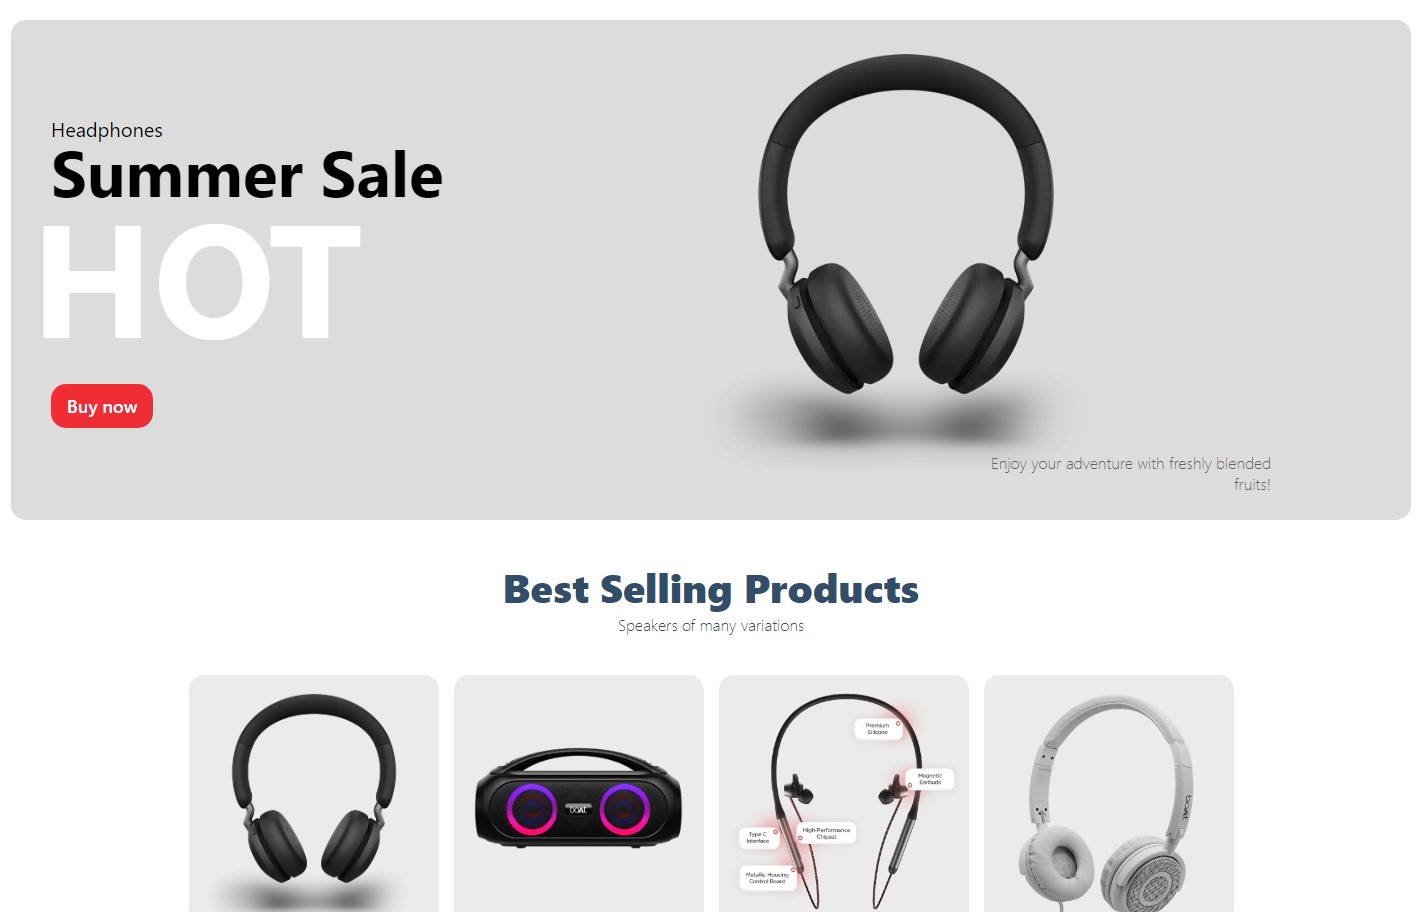 Headphones
Summer Sale
HOT
Buy now
Enjoy your adventure with freshly blended
fruits!
Best Selling Products
Speakers of many variations
boAt
Premium
Silicone
Magnetic
Earbuds
Type C
Interface
High-Performance
Chipset
Metallic Housing
Control Board
boAt